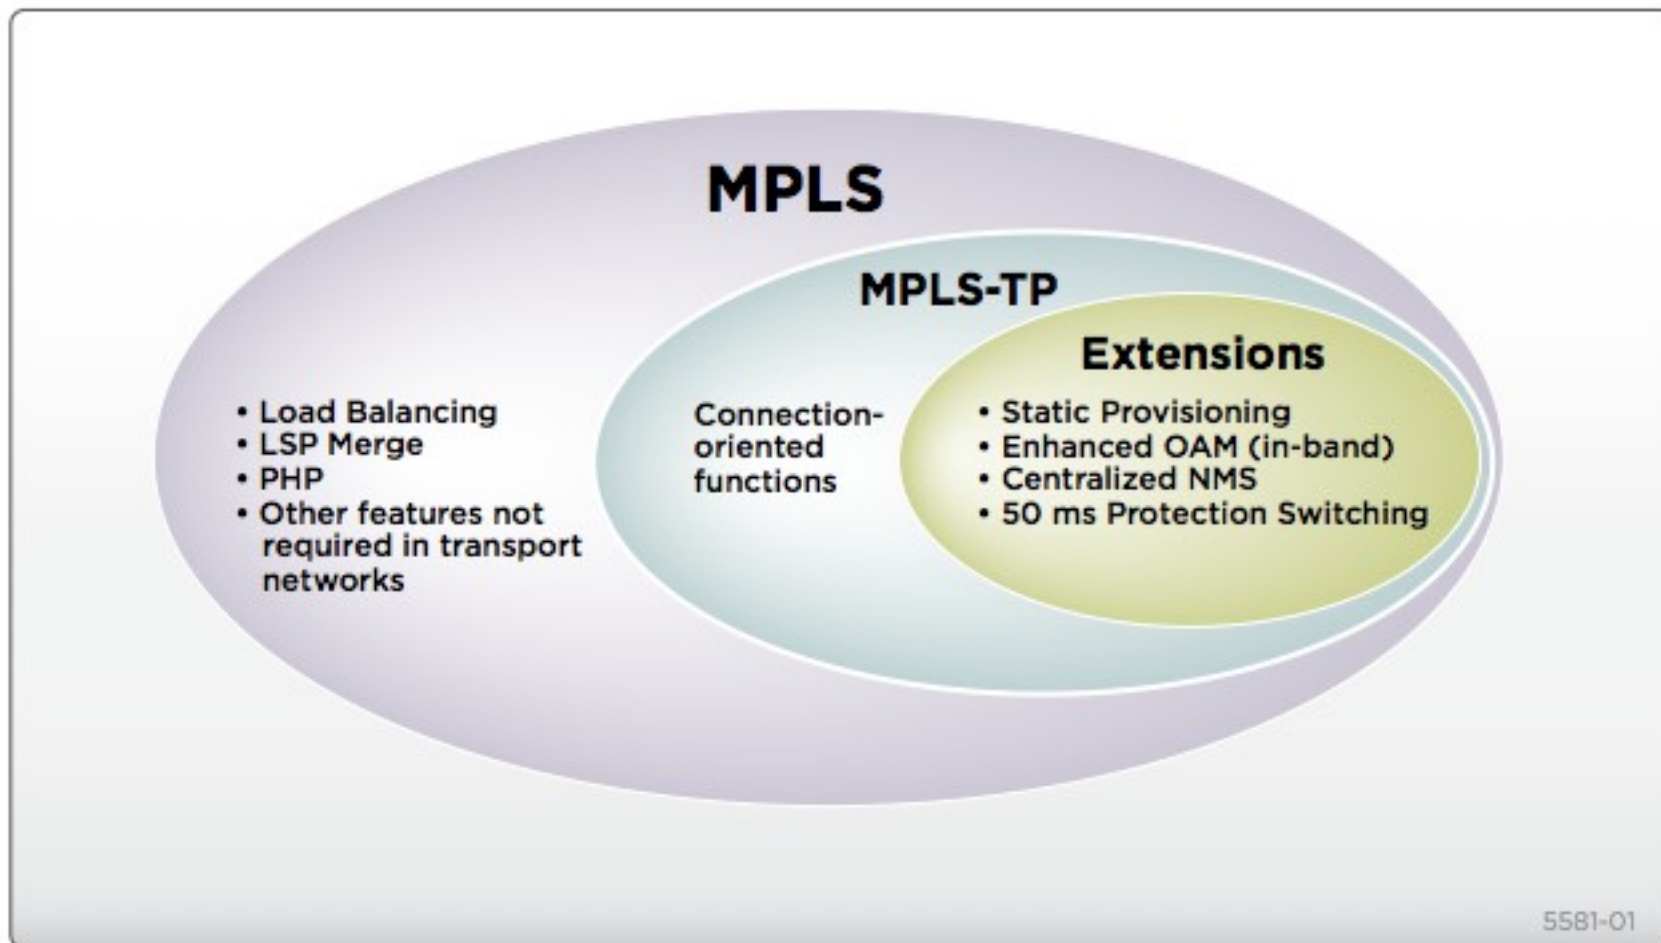 MPLS
MPLS-TP
Extensions
• Load Balancing
• LSP Merge
• PHP
• Other features not
required in transport
networks
Connection-
oriented
functions
• Static Provisioning
• Enhanced OAM (in-band)
• Centralized NMS
• 50 ms Protection Switching
5581-01